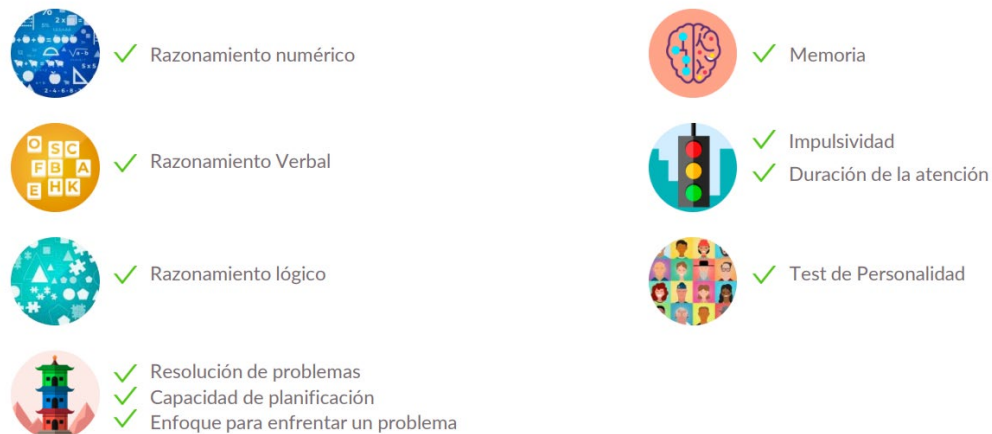 Razonamiento numérico
Razonamiento Verbal
Razonamiento lógico
Resolución de problemas
Capacidad de planificación
Enfoque para enfrentar un problema
Memoria
Impulsividad
Duración de la atención
Test de Personalidad